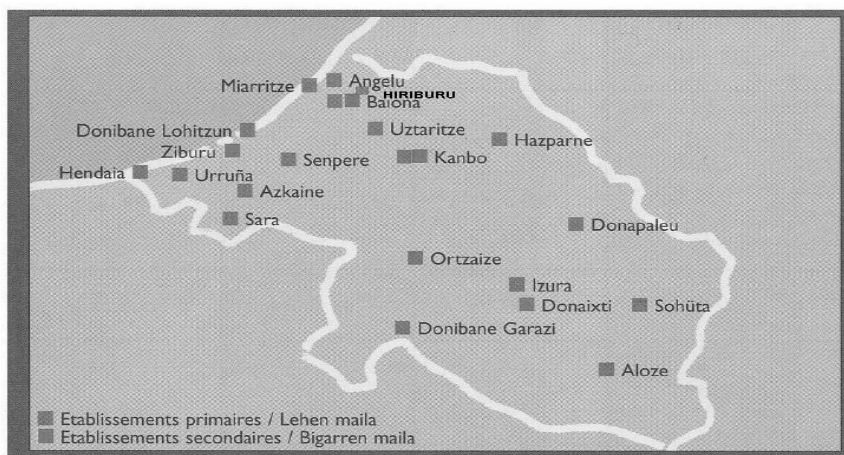 Miarritze
Angelu
HIRIBURU
Baiona
Donibane Lohitzun
Uztaritze
Hazparne
Ziburu
Senpere
Kanbo
Hendaia
Urruña
Azkaine
Sara
Donapaleu
Ortzaize
Izura
Donaixti
Sohüta
Donibane Garazi
Aloze
Etablissements primaires / Lehen maila
Etablissements secondaires / Bigarren maila